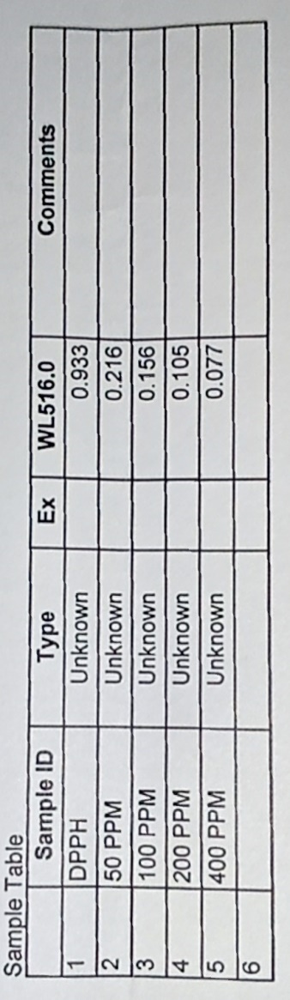 Sample Table
Sample ID Type Ex WL516.0 Comments
1 DPPH Unknown 0.933
2 50 PPM Unknown 0.216
3 100 PPM Unknown 0.156
4 200 PPM Unknown 0.105
5 400 PPM Unknown 0.077
6